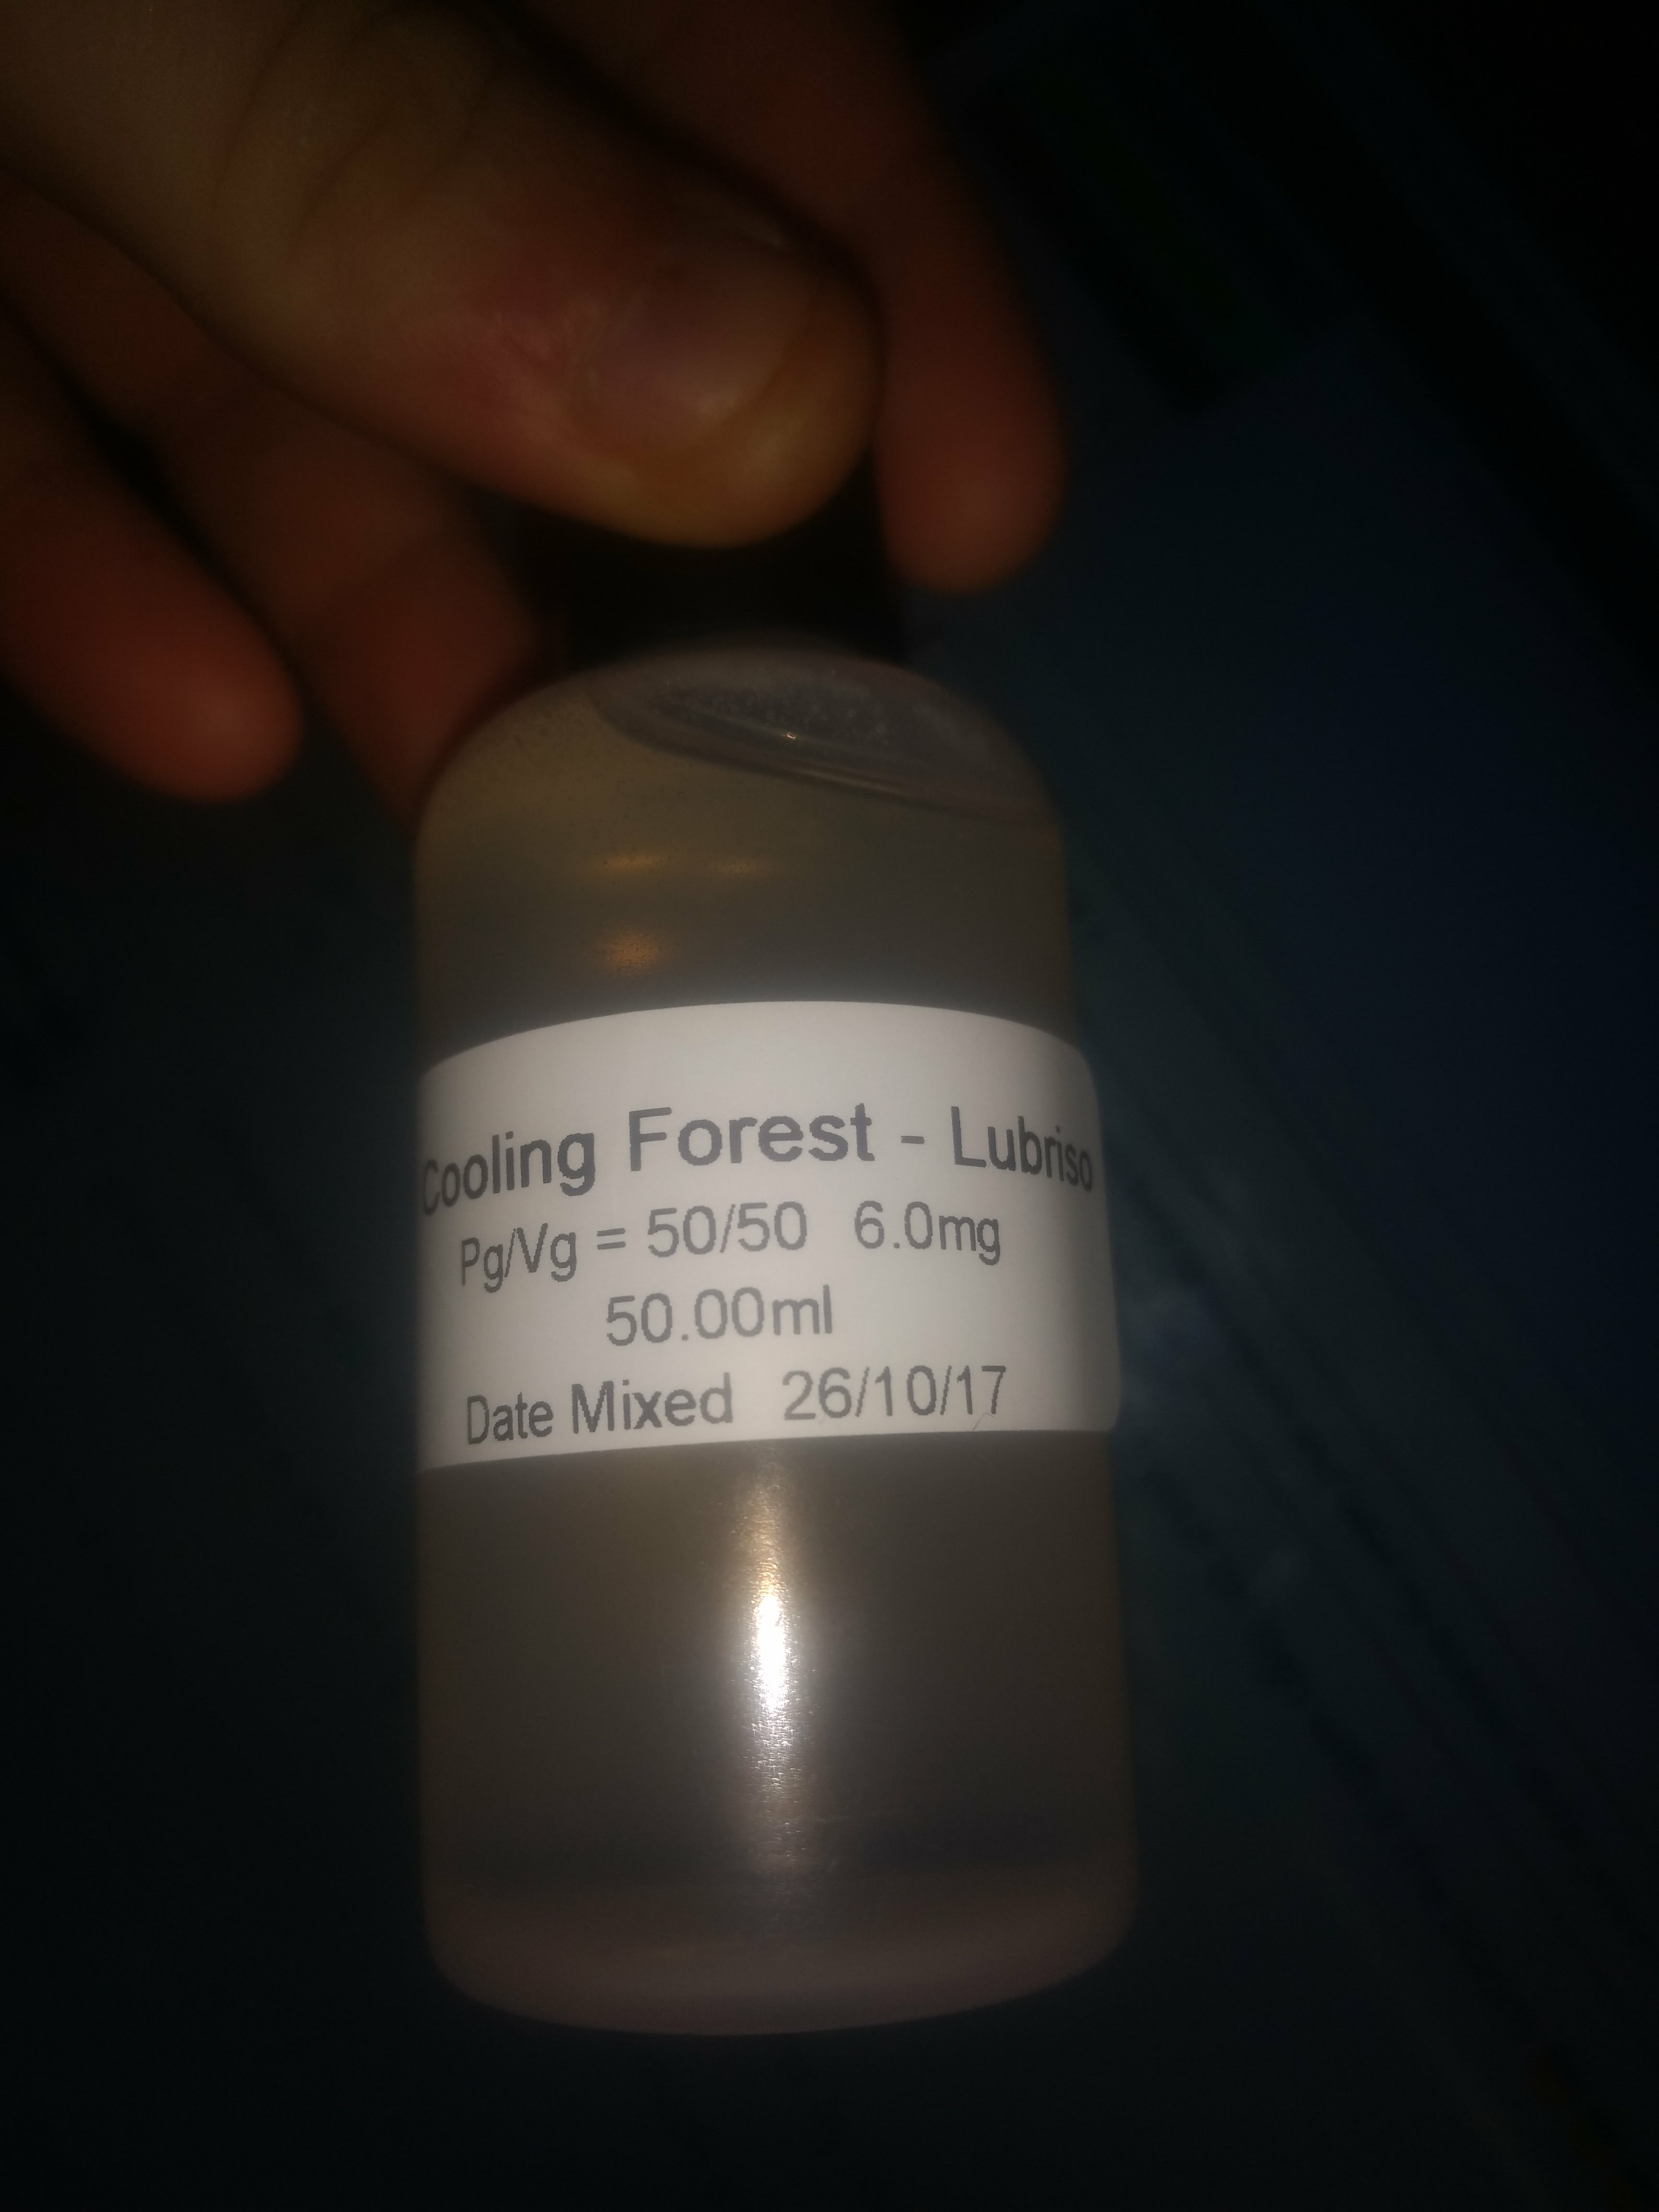 Cooling Forest - Lubriso
Pg/Vg = 50/50 6.0mg
50.00ml
Date Mixed 26/10/17